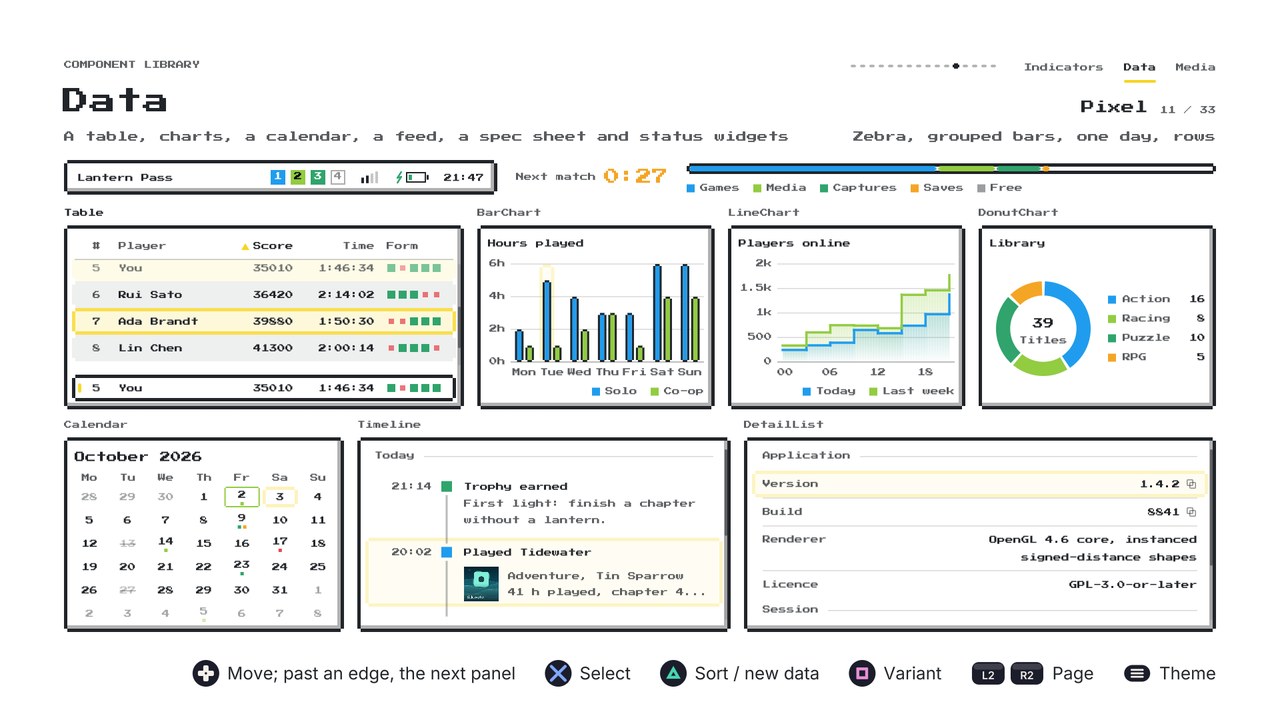 COMPONENT LIBRARY
Indicators Data Media
Data
Pixel 11 / 33
A table, charts, a calendar, a feed, a spec sheet and status widgets
Zebra, grouped bars, one day, rows
Lantern Pass 1 2 3 4 21:47
Next match 0:27
Games Media Captures Saves Free
Table
# Player Score Time Form
5 You 35010 1:46:34
6 Rui Sato 36420 2:14:02
7 Ada Brandt 39880 1:50:30
8 Lin Chen 41300 2:00:14
5 You 35010 1:46:34
BarChart
Hours played
6h
4h
2h
0h
Mon Tue Wed Thu Fri Sat Sun
Solo Co-op
LineChart
Players online
2k
1.5k
1k
500
0
00 06 12 18
Today Last week
DonutChart
Library
39
Titles
Action 16
Racing 8
Puzzle 10
RPG 5
Calendar
October 2026
Mo Tu We Th Fr Sa Su
28 29 30 1 2 3 4
5 6 7 8 9 10 11
12 13 14 15 16 17 18
19 20 21 22 23 24 25
26 27 28 29 30 31 1
2 3 4 5 6 7 8
Timeline
Today
21:14 Trophy earned
First light: finish a chapter
without a lantern.
20:02 Played Tidewater
Adventure, Tin Sparrow
41 h played, chapter 4...
DetailList
Application
Version 1.4.2
Build 8841
Renderer OpenGL 4.6 core, instanced
signed-distance shapes
Licence GPL-3.0-or-later
Session
Move; past an edge, the next panel
Select
Sort / new data
Variant
L2 R2 Page
Theme